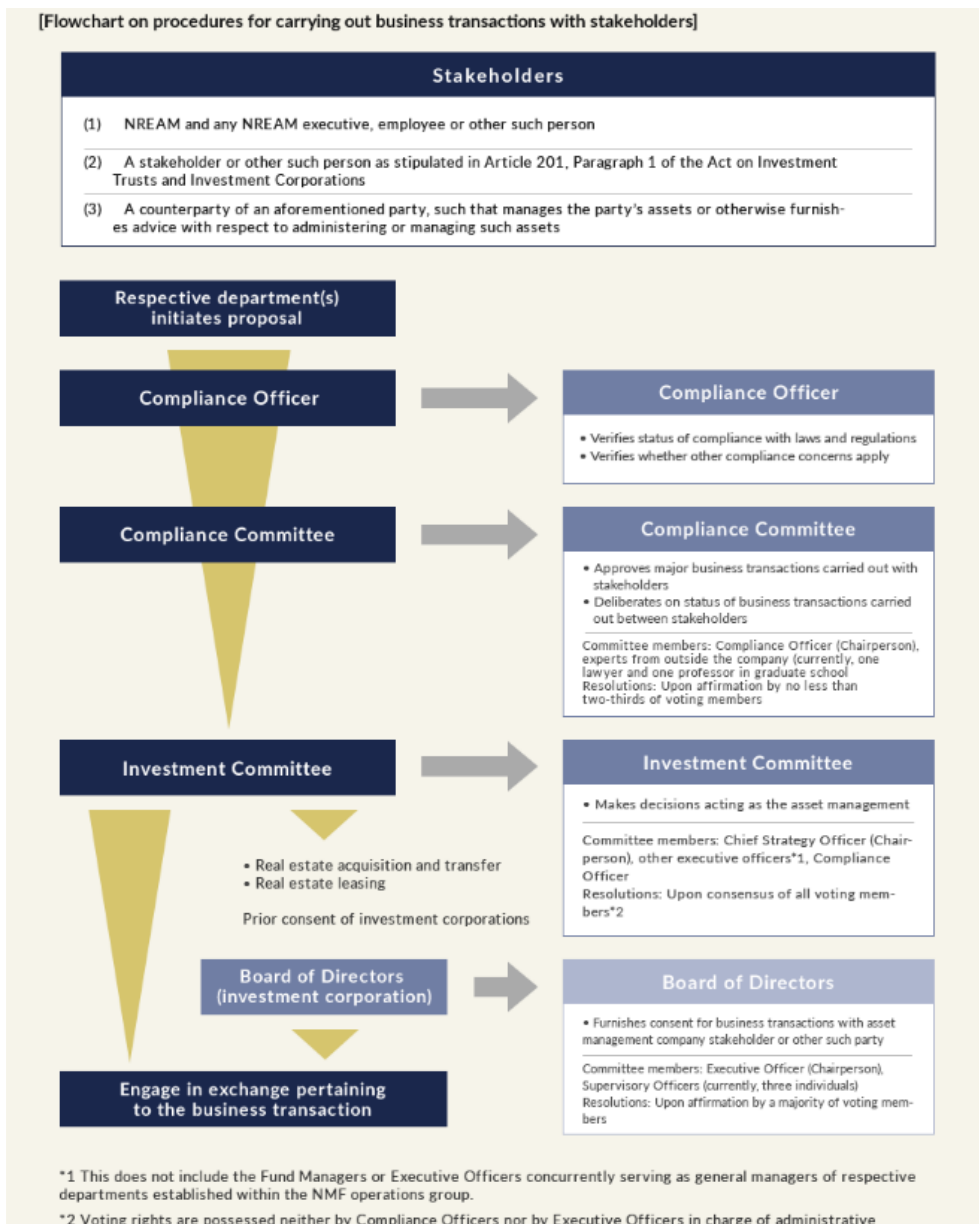 [Flowchart on procedures for carrying out business transactions with stakeholders]
Stakeholders
(1) NREAM and any NREAM executive, employee or other such person
(2) A stakeholder or other such person as stipulated in Article 201, Paragraph 1 of the Act on Investment
Trusts and Investment Corporations
(3) A counterparty of an aforementioned party, such that manages the party's assets or otherwise furnish-
es advice with respect to administering or managing such assets
Respective department(s)
initiates proposal
Compliance Officer
Compliance Officer
• Verifies status of compliance with laws and regulations
• Verifies whether other compliance concerns apply
Compliance Committee
Compliance Committee
• Approves major business transactions carried out with
stakeholders
• Deliberates on status of business transactions carried
out between stakeholders
Committee members: Compliance Officer (Chairperson),
experts from outside the company (currently, one
lawyer and one professor in graduate school
Resolutions: Upon affirmation by no less than
two-thirds of voting members
Investment Committee
Investment Committee
• Makes decisions acting as the asset management
Committee members: Chief Strategy Officer (Chair-
person), other executive officers*1, Compliance
Officer
Resolutions: Upon consensus of all voting mem-
bers*2
• Real estate acquisition and transfer
• Real estate leasing
Prior consent of investment corporations
Board of Directors
(investment corporation)
Board of Directors
• Furnishes consent for business transactions with asset
management company stakeholder or other such party
Committee members: Executive Officer (Chairperson),
Supervisory Officers (currently, three individuals)
Resolutions: Upon affirmation by a majority of voting mem-
bers
Engage in exchange pertaining
to the business transaction
*1 This does not include the Fund Managers or Executive Officers concurrently serving as general managers of respective
departments established within the NMF operations group.
*2 Voting rights are possessed neither by Compliance Officers nor by Executive Officers in charge of administrative